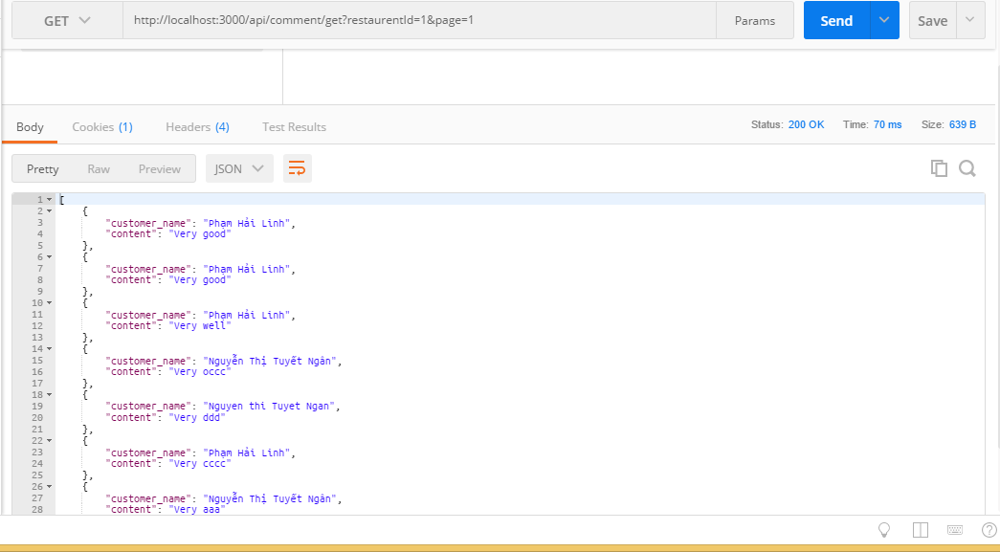 GET http://localhost:3000/api/comment/get?restaurentId=1&page=1 Params Send Save
Body Cookies (1) Headers (4) Test Results Status: 200 OK Time: 70 ms Size: 639 B
Pretty Raw Preview JSON
1 [
2 {
3 "customer_name": "Phạm Hải Linh",
4 "content": "Very good"
5 },
6 {
7 "customer_name": "Phạm Hải Linh",
8 "content": "Very good"
9 },
10 {
11 "customer_name": "Phạm Hải Linh",
12 "content": "Very well"
13 },
14 {
15 "customer_name": "Nguyễn Thị Tuyết Ngân",
16 "content": "Very occc"
17 },
18 {
19 "customer_name": "Nguyen thi Tuyet Ngan",
20 "content": "Very ddd"
21 },
22 {
23 "customer_name": "Phạm Hải Linh",
24 "content": "Very cccc"
25 },
26 {
27 "customer_name": "Nguyễn Thị Tuyết Ngân",
28 "content": "Very aaa"